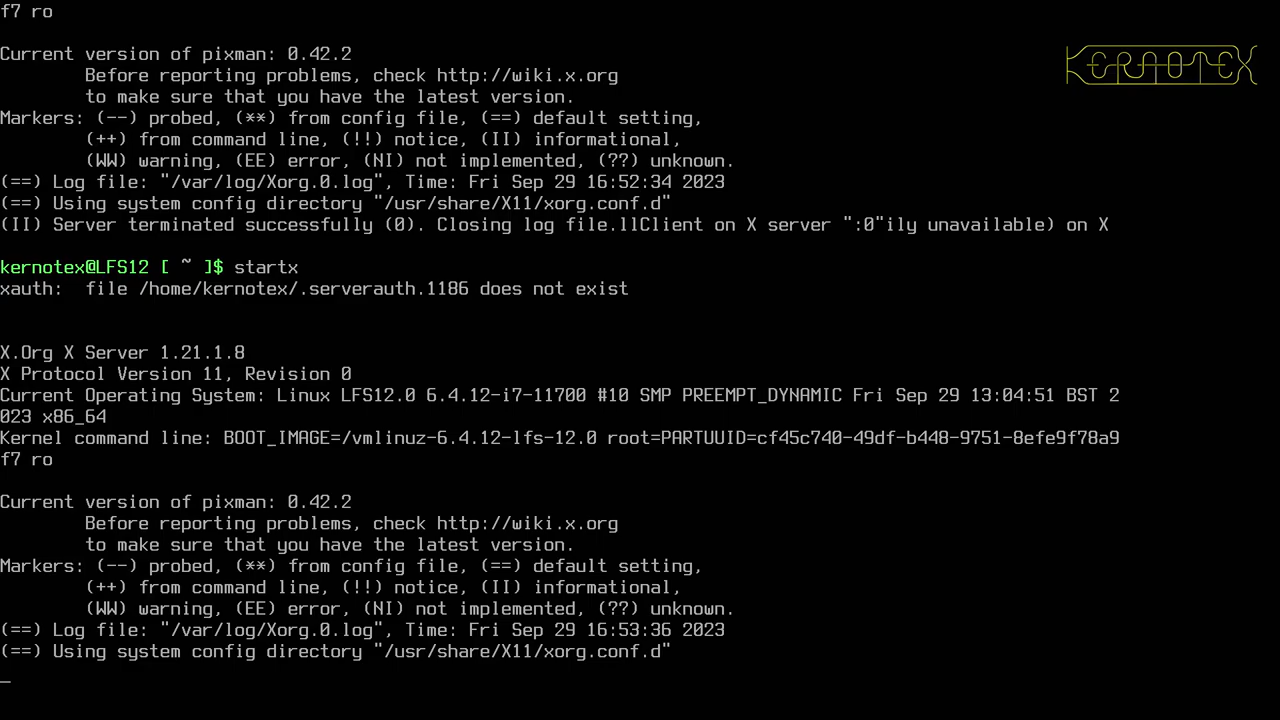 f7 ro
KERNOTEX
Current version of pixman: 0.42.2
        Before reporting problems, check http://wiki.x.org
        to make sure that you have the latest version.
Markers: (--) probed, (**) from config file, (==) default setting,
        (++) from command line, (!!) notice, (II) informational,
        (WW) warning, (EE) error, (NI) not implemented, (??) unknown.
(==) Log file: "/var/log/Xorg.0.log", Time: Fri Sep 29 16:52:34 2023
(==) Using system config directory "/usr/share/X11/xorg.conf.d"
(II) Server terminated successfully (0). Closing log file.llClient on X server ":0"ily unavailable) on X
kernotex@LFS12 [ ~ ]$ startx
xauth:  file /home/kernotex/.serverauth.1186 does not exist
X.Org X Server 1.21.1.8
X Protocol Version 11, Revision 0
Current Operating System: Linux LFS12.0 6.4.12-i7-11700 #10 SMP PREEMPT_DYNAMIC Fri Sep 29 13:04:51 BST 2
023 x86_64
Kernel command line: BOOT_IMAGE=/vmlinuz-6.4.12-lfs-12.0 root=PARTUUID=cf45c740-49df-b448-9751-8efe9f78a9
f7 ro
Current version of pixman: 0.42.2
        Before reporting problems, check http://wiki.x.org
        to make sure that you have the latest version.
Markers: (--) probed, (**) from config file, (==) default setting,
        (++) from command line, (!!) notice, (II) informational,
        (WW) warning, (EE) error, (NI) not implemented, (??) unknown.
(==) Log file: "/var/log/Xorg.0.log", Time: Fri Sep 29 16:53:36 2023
(==) Using system config directory "/usr/share/X11/xorg.conf.d"
_